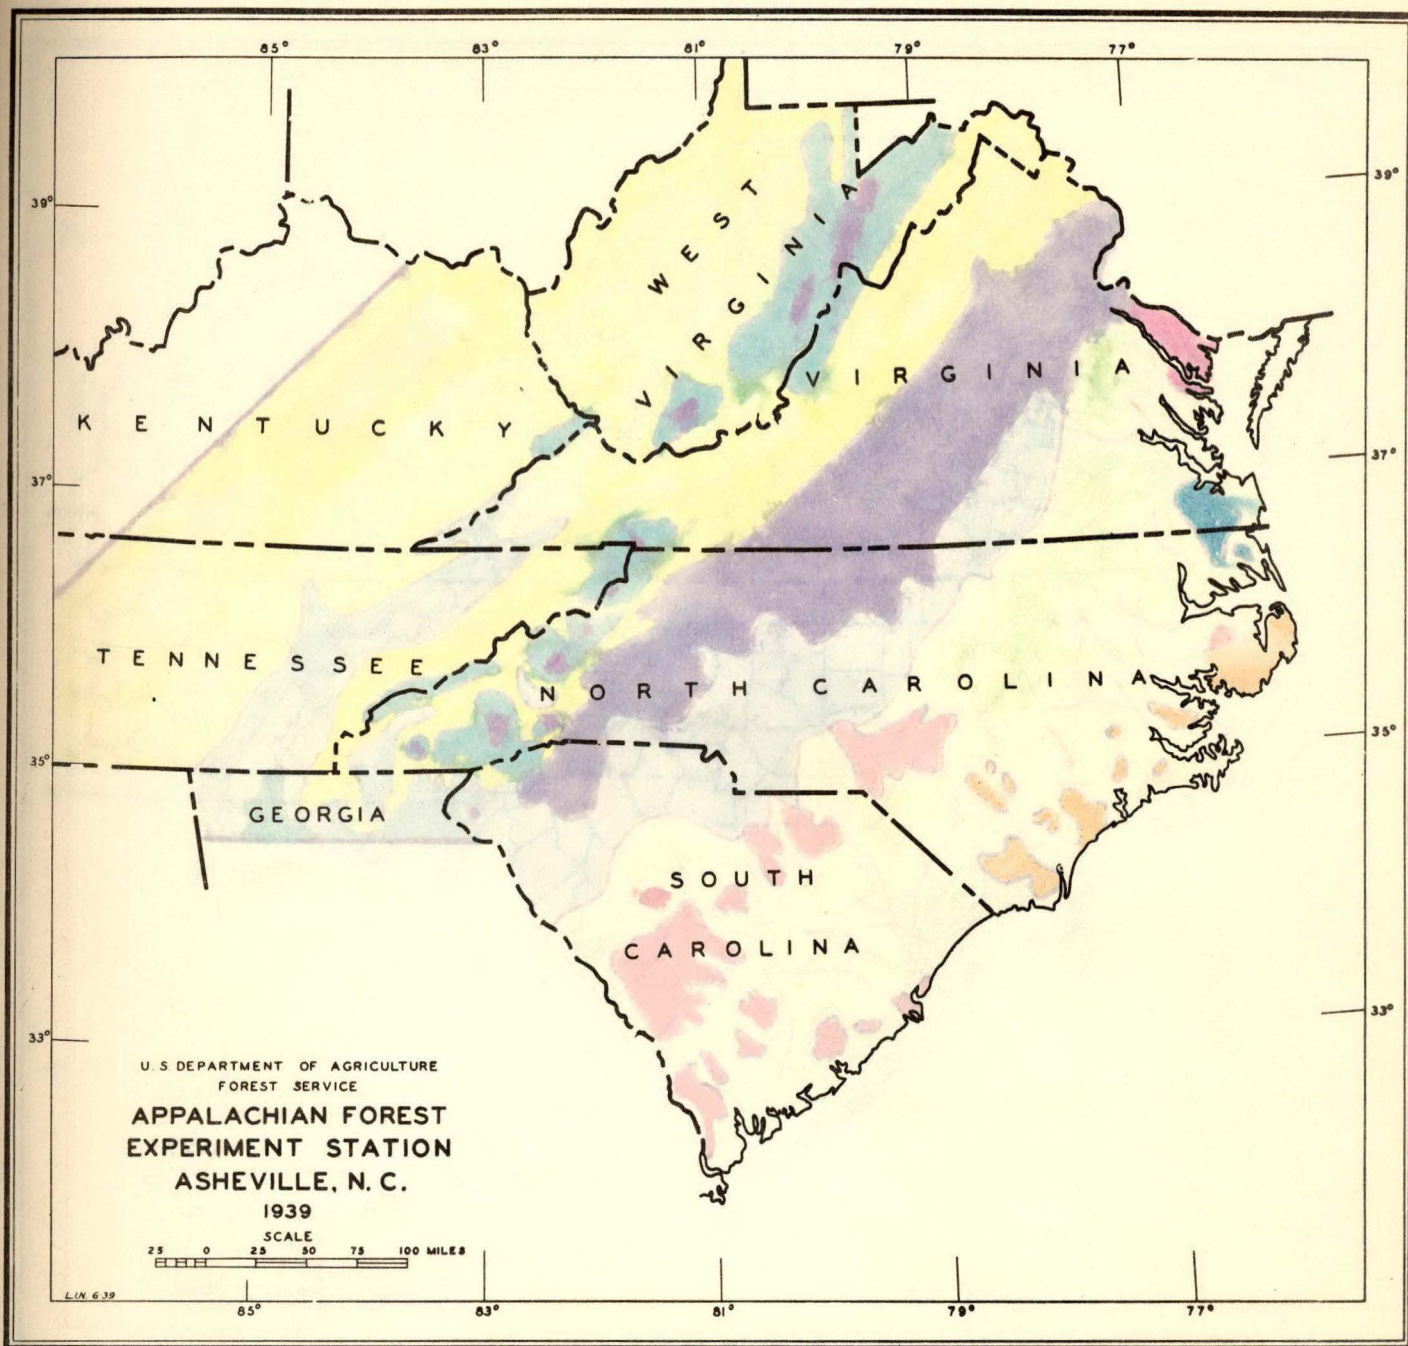 85° 83° 81° 79° 77°
39° 39°
WEST
VIRGINIA
VIRGINIA
KENTUCKY
37° 37°
TENNESSEE
NORTH CAROLINA
35° 35°
GEORGIA
SOUTH
CAROLINA
33° 33°
U. S. DEPARTMENT OF AGRICULTURE
FOREST SERVICE
APPALACHIAN FOREST
EXPERIMENT STATION
ASHEVILLE, N. C.
1939
SCALE
25 0 25 50 75 100 MILES
L.I.N. 6·39
85° 83° 81° 79° 77°